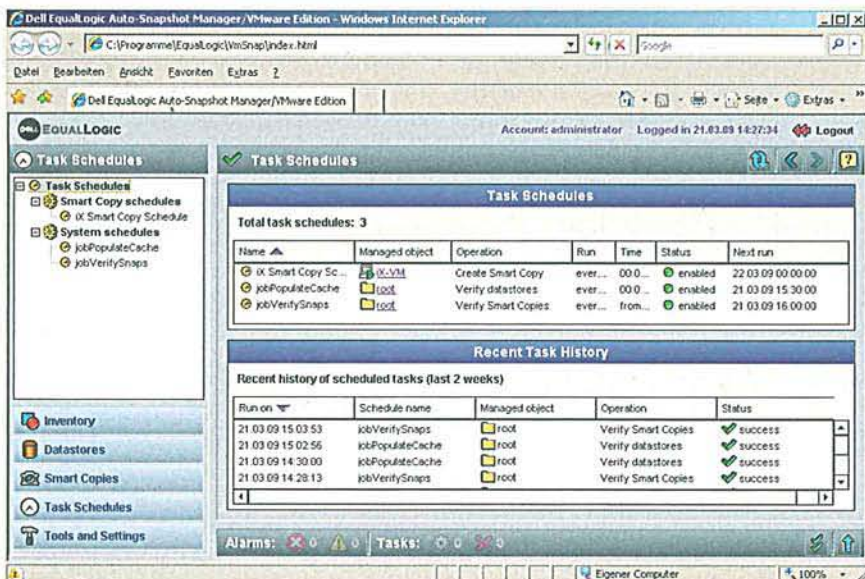 Dell EqualLogic Auto-Snapshot Manager/VMware Edition - Windows Internet Explorer
C:\Programme\EqualLogic\VmSnap\index.html
Google
Datei Bearbeiten Ansicht Favoriten Extras ?
Dell EqualLogic Auto-Snapshot Manager/VMware Edition
Seite Extras
DELL EQUALLOGIC
Account: administrator Logged in 21.03.09 14:27:34 Logout
Task Schedules
Task Schedules
Smart Copy schedules
iX Smart Copy Schedule
System schedules
jobPopulateCache
jobVerifySnaps
Inventory
Datastores
Smart Copies
Task Schedules
Tools and Settings
Task Schedules
Task Schedules
Total task schedules: 3
Name Managed object Operation Run Time Status Next run
iX Smart Copy Sc... iX-VM Create Smart Copy ever... 00:0... enabled 22.03.09 00:00:00
jobPopulateCache root Verify datastores ever... 00:0... enabled 21.03.09 15:30:00
jobVerifySnaps root Verify Smart Copies ever... from... enabled 21.03.09 16:00:00
Recent Task History
Recent history of scheduled tasks (last 2 weeks)
Run on Schedule name Managed object Operation Status
21.03.09 15:03:53 jobVerifySnaps root Verify Smart Copies success
21.03.09 15:02:56 jobPopulateCache root Verify datastores success
21.03.09 14:30:00 jobPopulateCache root Verify datastores success
21.03.09 14:28:13 jobVerifySnaps root Verify Smart Copies success
Alarms: 0 0 Tasks: 0 0
Eigener Computer 100%